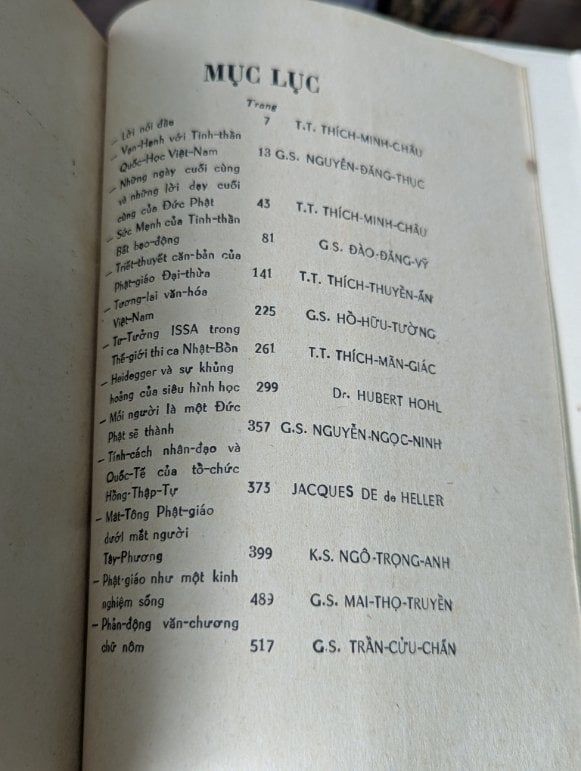 MỤC LỤC
Trang
– Lời nói đầu 7 T.T. THÍCH-MINH-CHÂU
– Vạn-Hạnh với Tinh-thần
Quốc-Học Việt-Nam 13 G.S. NGUYỄN-ĐĂNG-THỤC
– Những ngày cuối cùng
và những lời dạy cuối
cùng của Đức Phật 43 T.T. THÍCH-MINH-CHÂU
– Sức Mạnh của Tinh-thần
Bất bạo-động 81 G.S. ĐÀO-ĐĂNG-VỸ
– Triết-thuyết căn-bản của
Phật-giáo Đại-thừa 141 T.T. THÍCH-THUYỀN-ẤN
– Tương-lai văn-hóa
Việt-Nam 225 G.S. HỒ-HỮU-TƯỜNG
– Tư-Tưởng ISSA trong
Thế-giới thi ca Nhật-Bổn 261 T.T. THÍCH-MÃN-GIÁC
– Heidegger và sự khủng
hoảng của siêu hình học 299 Dr. HUBERT HOHL
– Mỗi người là một Đức
Phật sẽ thành 357 G.S. NGUYỄN-NGỌC-NINH
– Tính-cách nhân-đạo và
Quốc-Tế của tổ-chức
Hồng-Thập-Tự 373 JACQUES DE de HELLER
– Mật-Tông Phật-giáo
dưới mắt người
Tây-Phương 399 K.S. NGÔ-TRỌNG-ANH
– Phật-giáo như một kinh
nghiệm sống 489 G.S. MAI-THỌ-TRUYỀN
– Phản-động văn-chương
chữ nôm 517 G.S. TRẦN-CỬU-CHẤN